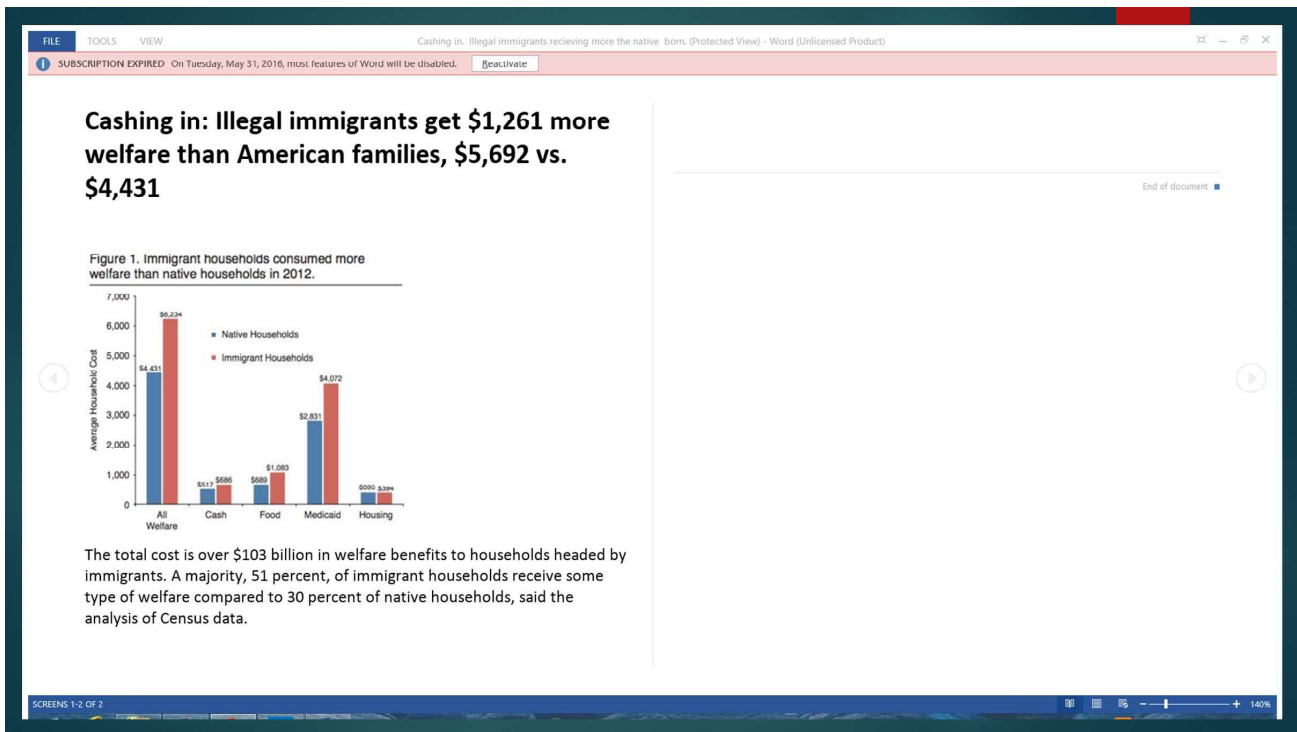 FILE TOOLS VIEW Cashing in. Illegal immigrants recieving more the native born. (Protected View) - Word (Unlicensed Product)
SUBSCRIPTION EXPIRED On Tuesday, May 31, 2016, most features of Word will be disabled. Reactivate
Cashing in: Illegal immigrants get $1,261 more
welfare than American families, $5,692 vs.
$4,431
End of document
Figure 1. Immigrant households consumed more
welfare than native households in 2012.
Average Household Cost
7,000
6,000
5,000
4,000
3,000
2,000
1,000
0
Native Households
Immigrant Households
$4,431
$6,234
$517
$686
$689
$1,083
$2,831
$4,072
$394
All
Welfare
Cash
Food
Medicaid
Housing
The total cost is over $103 billion in welfare benefits to households headed by
immigrants. A majority, 51 percent, of immigrant households receive some
type of welfare compared to 30 percent of native households, said the
analysis of Census data.
SCREENS 1-2 OF 2
140%